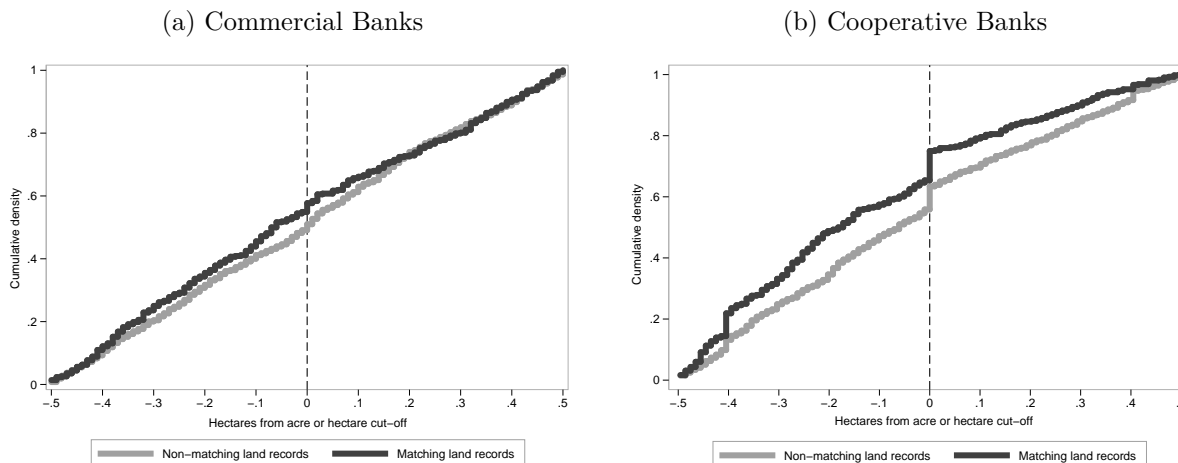 (a) Commercial Banks
1
.8
.6
.4
.2
0
Cumulative density
−.5 −.4 −.3 −.2 −.1 0 .1 .2 .3 .4 .5
Hectares from acre or hectare cut−off
Non−matching land records Matching land records
(b) Cooperative Banks
1
.8
.6
.4
.2
0
Cumulative density
−.5 −.4 −.3 −.2 −.1 0 .1 .2 .3 .4
Hectares from acre or hectare cut−off
Non−matching land records Matching land records